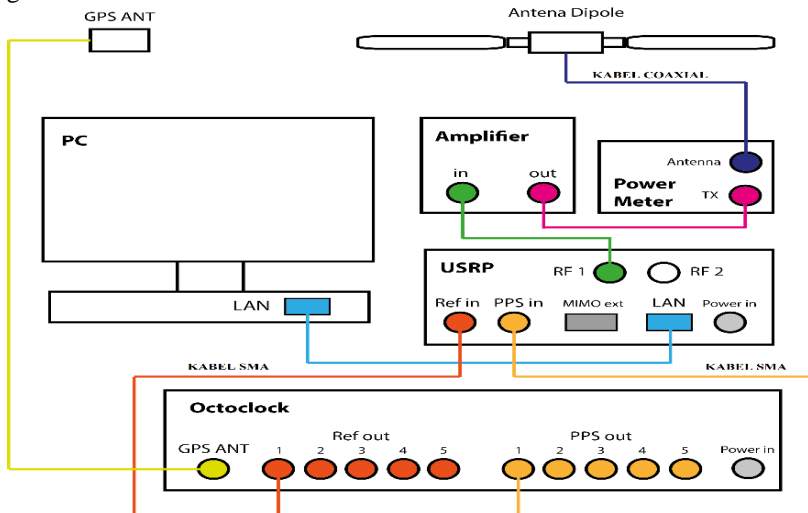 GPS ANT
Antena Dipole
KABEL COAXIAL
PC
Amplifier
in out
Antenna
Power
Meter
TX
USRP
RF 1 RF 2
Ref in PPS in MIMO ext LAN Power in
LAN
KABEL SMA KABEL SMA
Octoclock
Ref out PPS out
GPS ANT 1 2 3 4 5 1 2 3 4 5 Power in